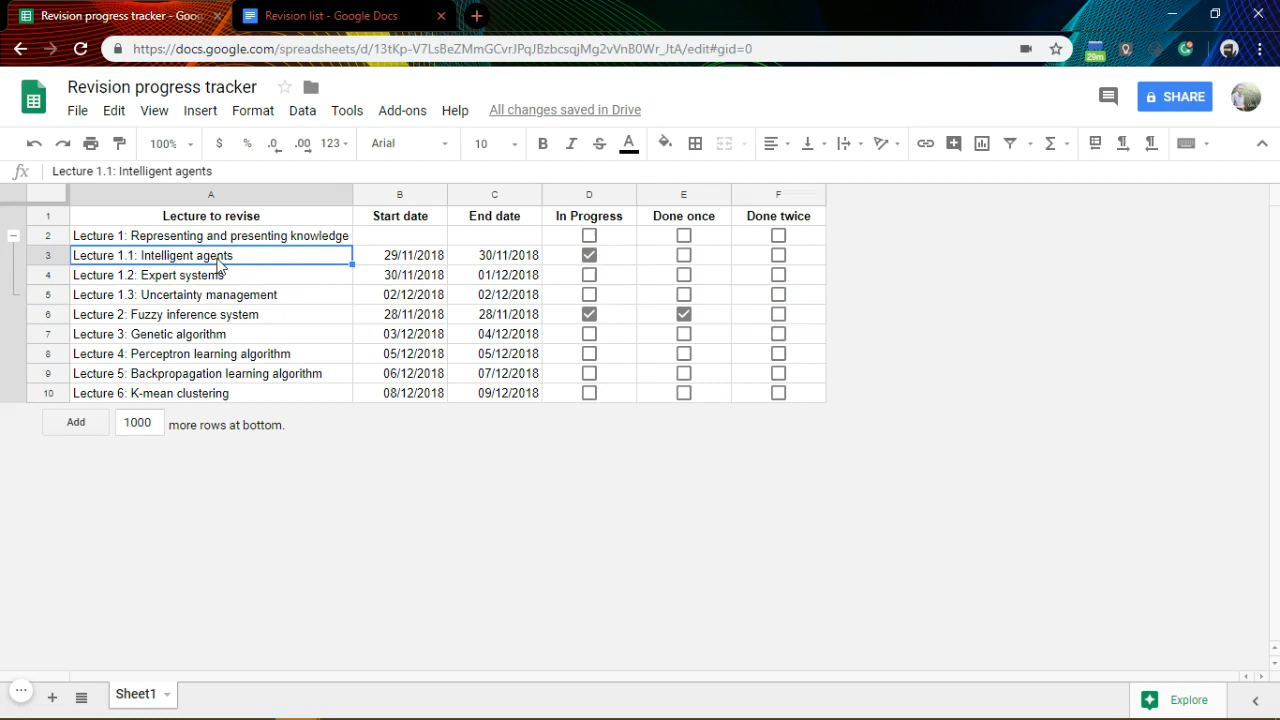 Revision progress tracker - Goo
Revision list - Google Docs
https://docs.google.com/spreadsheets/d/13tKp-V7LsBeZMmGCvrJPqJBzbcsqjMg2vVnB0Wr_JtA/edit#gid=0
29m
Revision progress tracker
File Edit View Insert Format Data Tools Add-ons Help All changes saved in Drive
SHARE
100% $ % .0 .00 123 Arial 10 B I S A
fx Lecture 1.1: Intelligent agents
A B C D E F
1 Lecture to revise Start date End date In Progress Done once Done twice
2 Lecture 1: Representing and presenting knowledge
3 Lecture 1.1: Intelligent agents 29/11/2018 30/11/2018
4 Lecture 1.2: Expert systems 30/11/2018 01/12/2018
5 Lecture 1.3: Uncertainty management 02/12/2018 02/12/2018
6 Lecture 2: Fuzzy inference system 28/11/2018 28/11/2018
7 Lecture 3: Genetic algorithm 03/12/2018 04/12/2018
8 Lecture 4: Perceptron learning algorithm 05/12/2018 05/12/2018
9 Lecture 5: Backpropagation learning algorithm 06/12/2018 07/12/2018
10 Lecture 6: K-mean clustering 08/12/2018 09/12/2018
Add 1000 more rows at bottom.
Sheet1
Explore